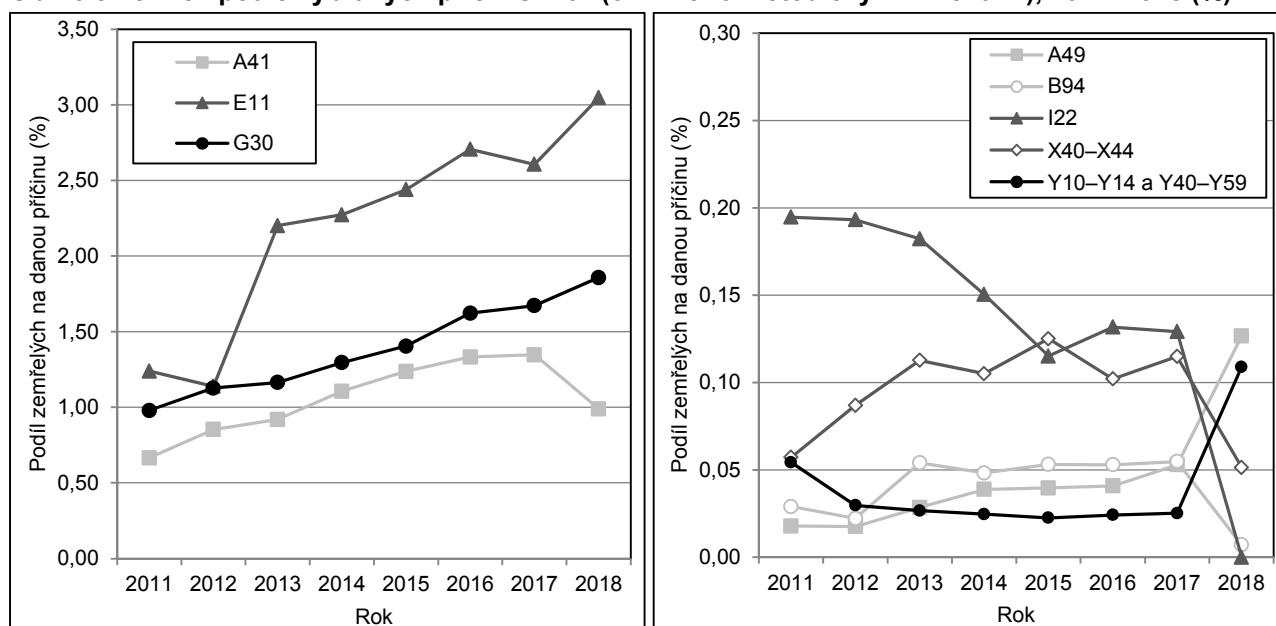 3,50
3,00
2,50
2,00
1,50
1,00
0,50
0,00
Podíl zemřelých na danou příčinu (%)
A41
E11
G30
2011 2012 2013 2014 2015 2016 2017 2018
Rok
0,30
0,25
0,20
0,15
0,10
0,05
0,00
Podíl zemřelých na danou příčinu (%)
A49
B94
I22
X40–X44
Y10–Y14 a Y40–Y59
2011 2012 2013 2014 2015 2016 2017 2018
Rok